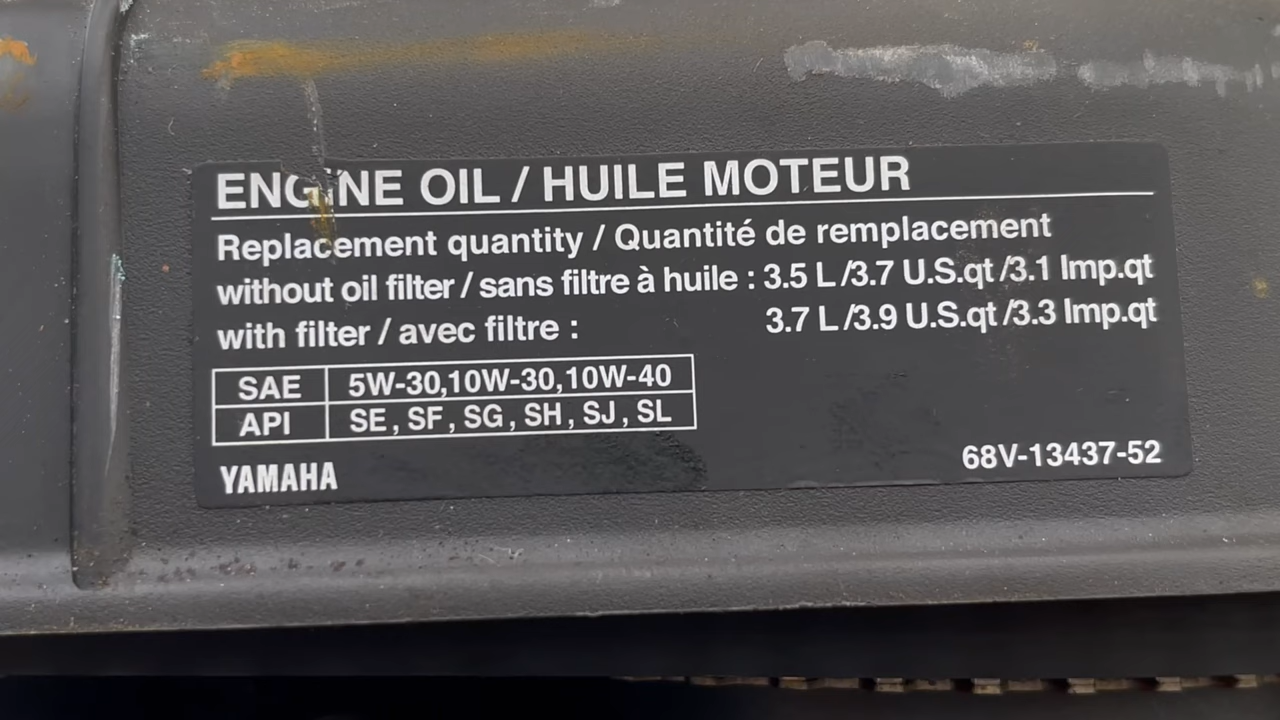 ENGINE OIL / HUILE MOTEUR
Replacement quantity / Quantité de remplacement
without oil filter / sans filtre à huile : 3.5 L /3.7 U.S.qt /3.1 Imp.qt
with filter / avec filtre : 3.7 L /3.9 U.S.qt /3.3 Imp.qt
SAE 5W-30,10W-30,10W-40
API SE , SF , SG , SH , SJ , SL
YAMAHA 68V-13437-52